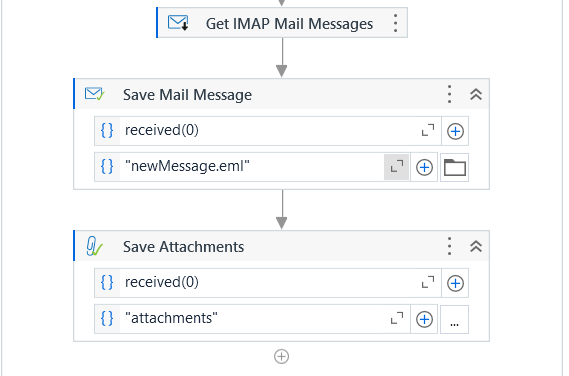 Get IMAP Mail Messages
Save Mail Message
{} received(0)
{} "newMessage.eml"
Save Attachments
{} received(0)
{} "attachments"
...